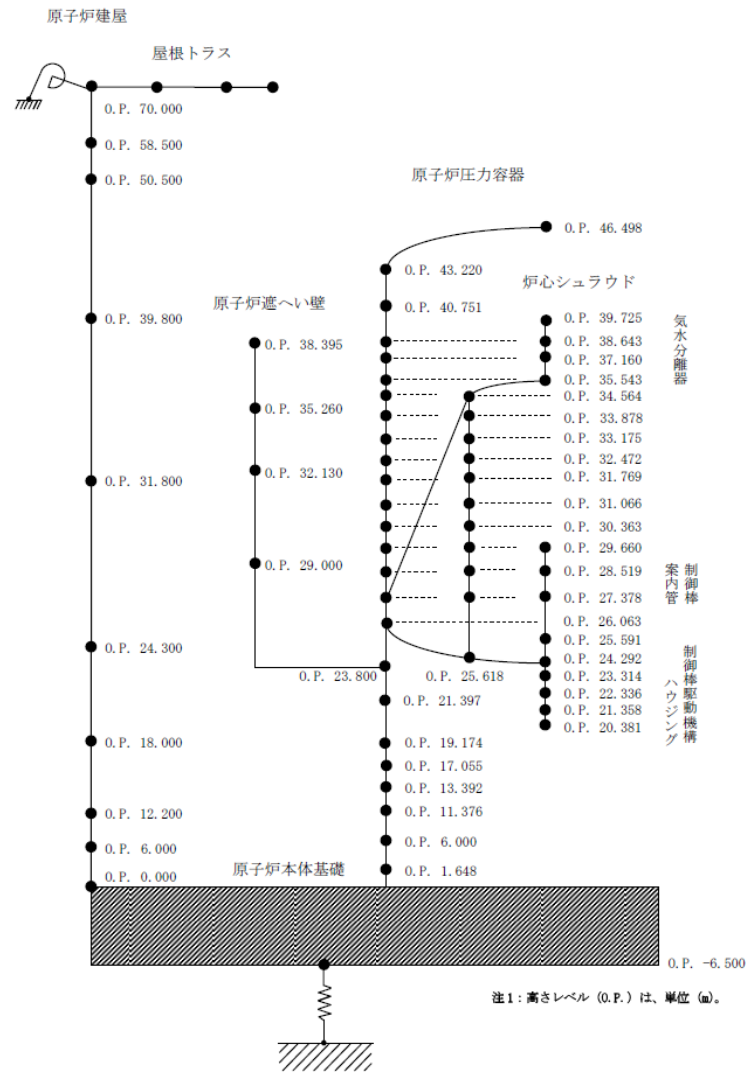 原子炉建屋
屋根トラス
O.P. 70.000
O.P. 58.500
O.P. 50.500
O.P. 39.800
O.P. 31.800
O.P. 24.300
O.P. 18.000
O.P. 12.200
O.P. 6.000
O.P. 0.000
原子炉遮へい壁
O.P. 38.395
O.P. 35.260
O.P. 32.130
O.P. 29.000
O.P. 23.800
原子炉圧力容器
O.P. 46.498
O.P. 43.220
O.P. 40.751
炉心シュラウド
O.P. 39.725
O.P. 38.643
O.P. 37.160
O.P. 35.543
O.P. 34.564
O.P. 33.878
O.P. 33.175
O.P. 32.472
O.P. 31.769
O.P. 31.066
O.P. 30.363
O.P. 29.660
O.P. 28.519
O.P. 27.378
O.P. 26.063
O.P. 25.591
O.P. 24.292
O.P. 23.314
O.P. 22.336
O.P. 21.358
O.P. 20.381
気水分離器
制御棒
案内管
制御棒駆動機構
ハウジング
O.P. 25.618
O.P. 21.397
O.P. 19.174
O.P. 17.055
O.P. 13.392
O.P. 11.376
O.P. 6.000
O.P. 1.648
原子炉本体基礎
O.P. -6.500
注1：高さレベル（O.P.）は、単位（m）。